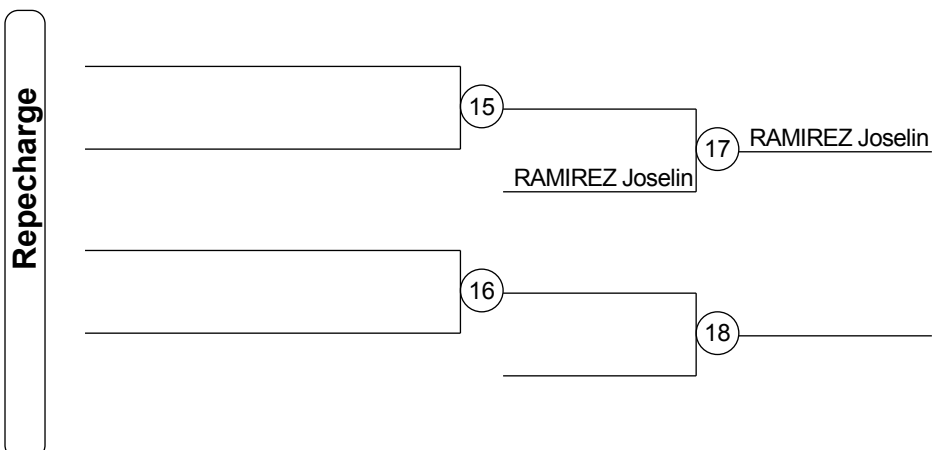 Repecharge
15
17
RAMIREZ Joselin
RAMIREZ Joselin
16
18